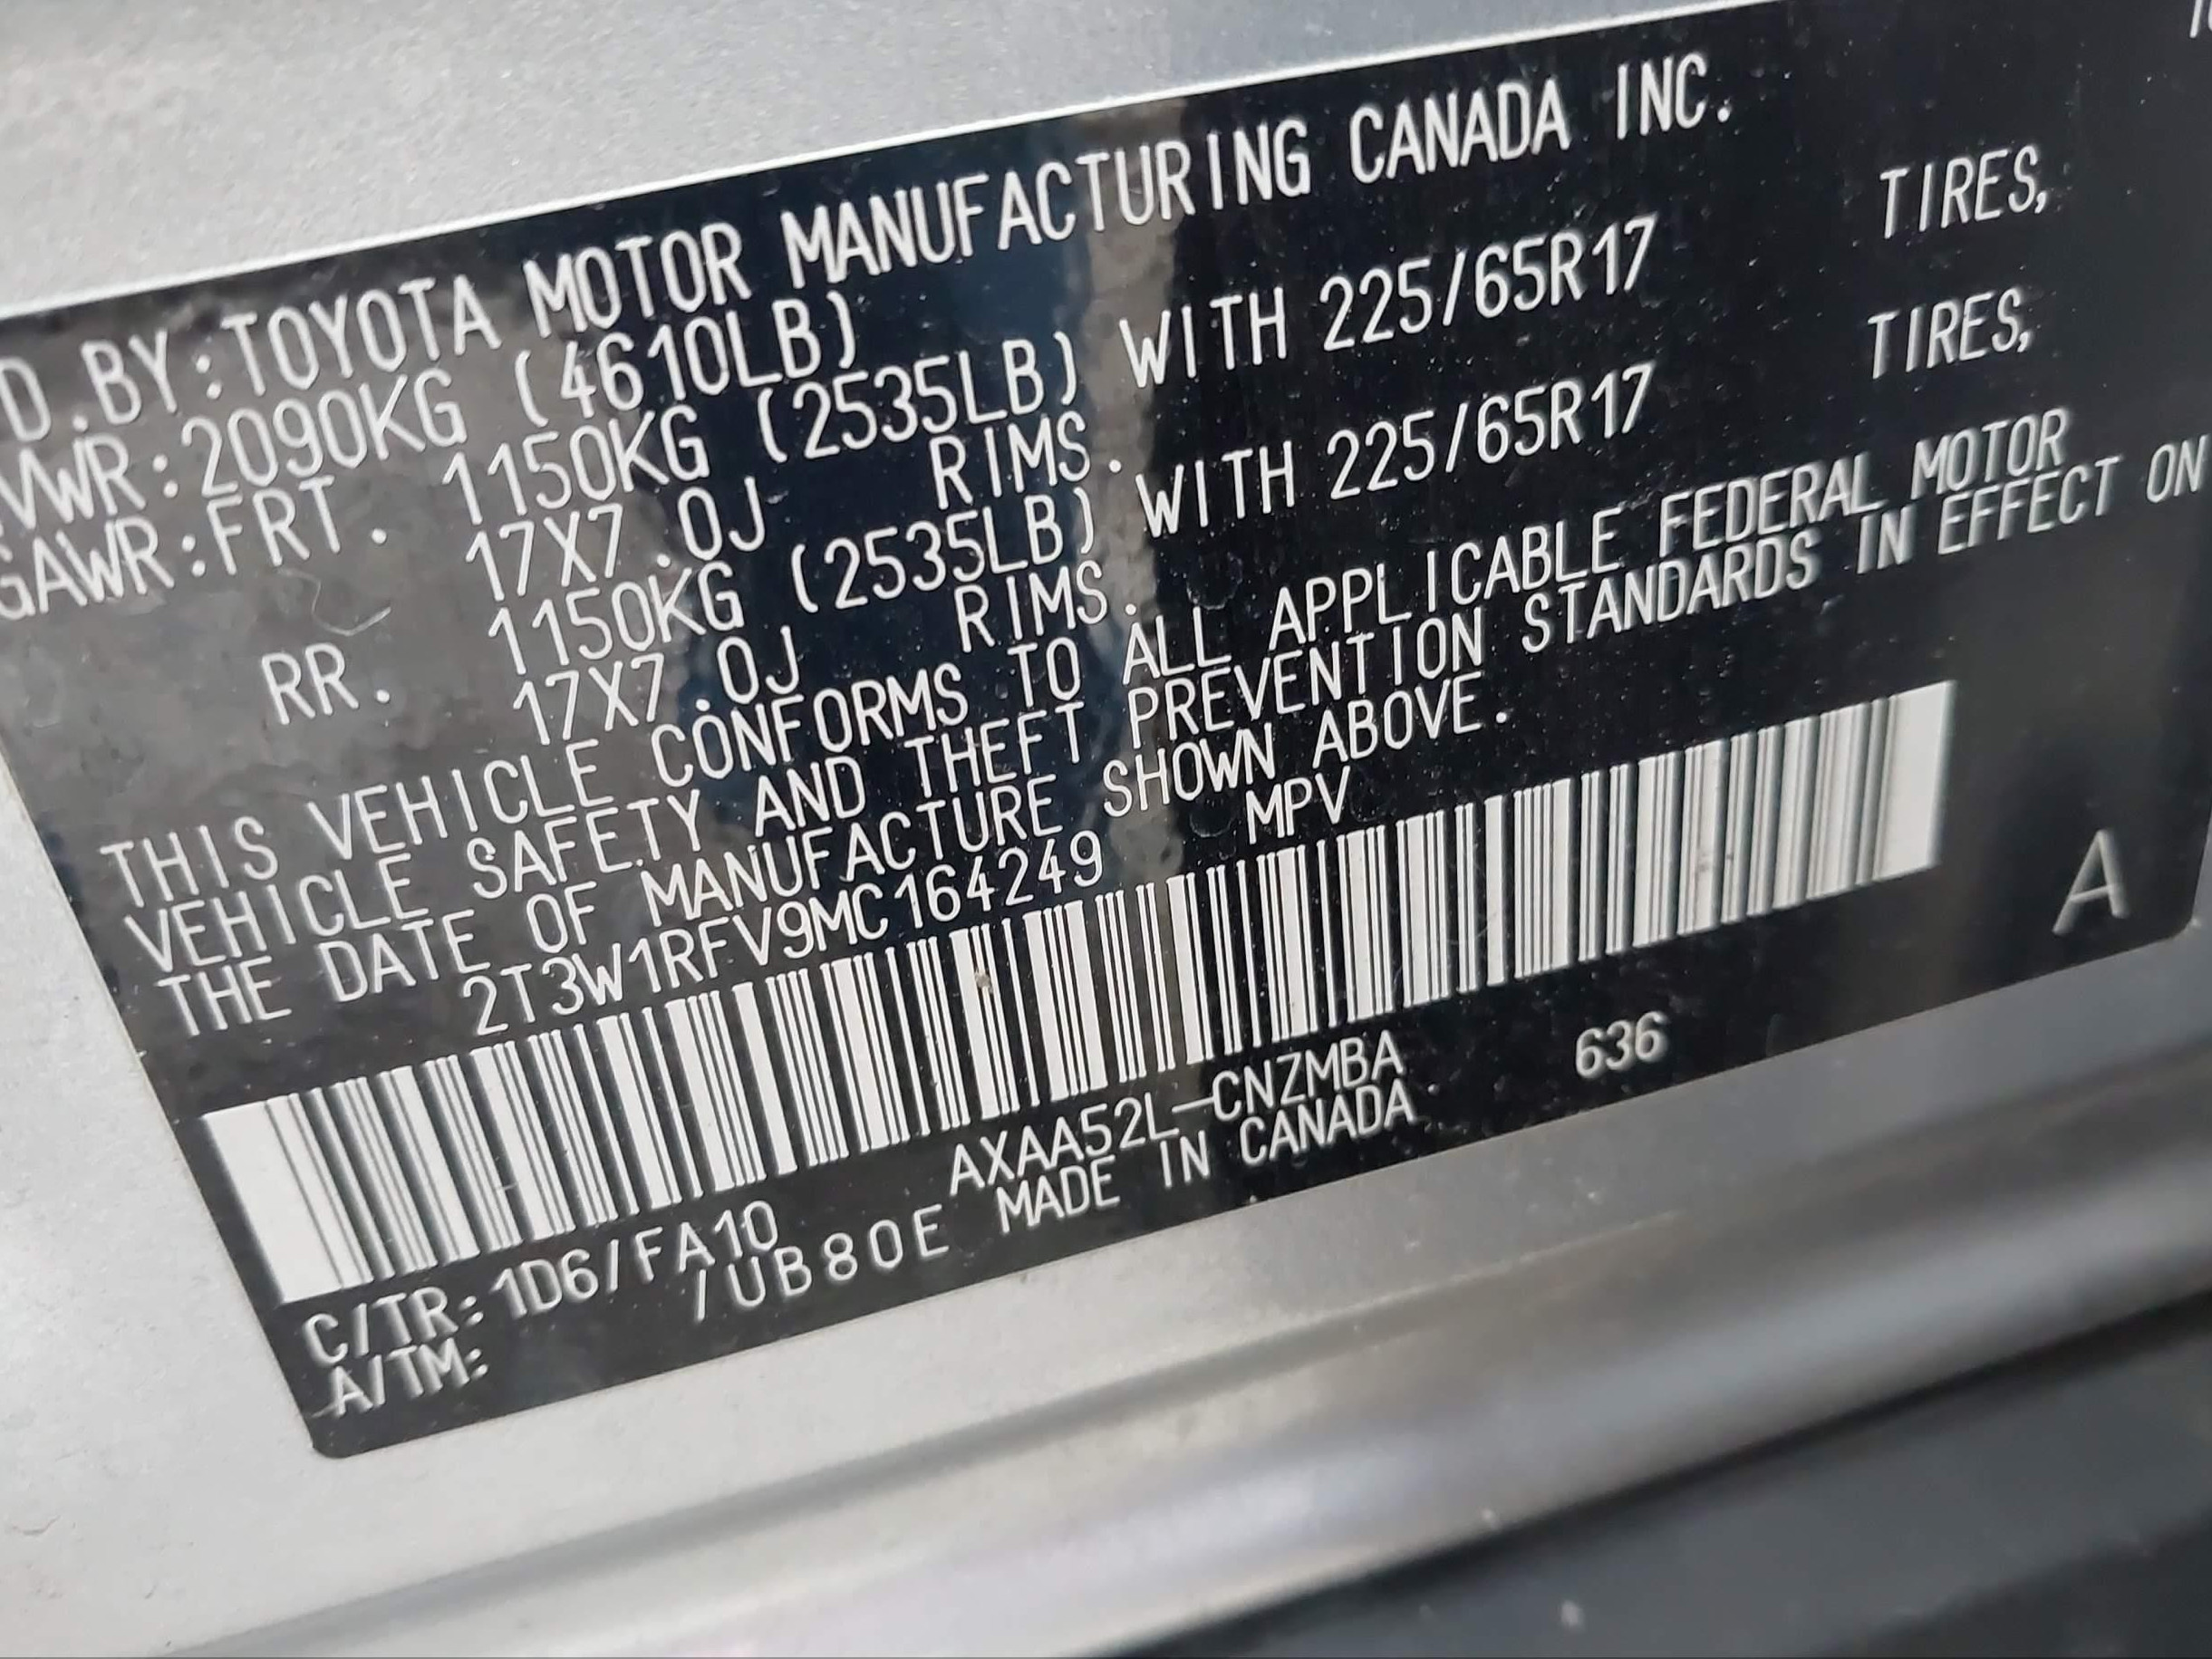 D.BY:TOYOTA MOTOR MANUFACTURING CANADA INC.
VWR:2090KG (4610LB)
GAWR:FRT. 1150KG (2535LB) WITH 225/65R17 TIRES,
17X7.0J RIMS.
RR. 1150KG (2535LB) WITH 225/65R17 TIRES,
17X7.0J RIMS.
THIS VEHICLE CONFORMS TO ALL APPLICABLE FEDERAL MOTOR
VEHICLE SAFETY AND THEFT PREVENTION STANDARDS IN EFFECT ON
THE DATE OF MANUFACTURE SHOWN ABOVE.
2T3W1RFV9MC164249 MPV
A
C/TR:1D6/FA10 AXAA52L-CNZMBA 636
A/TM: /UB80E MADE IN CANADA